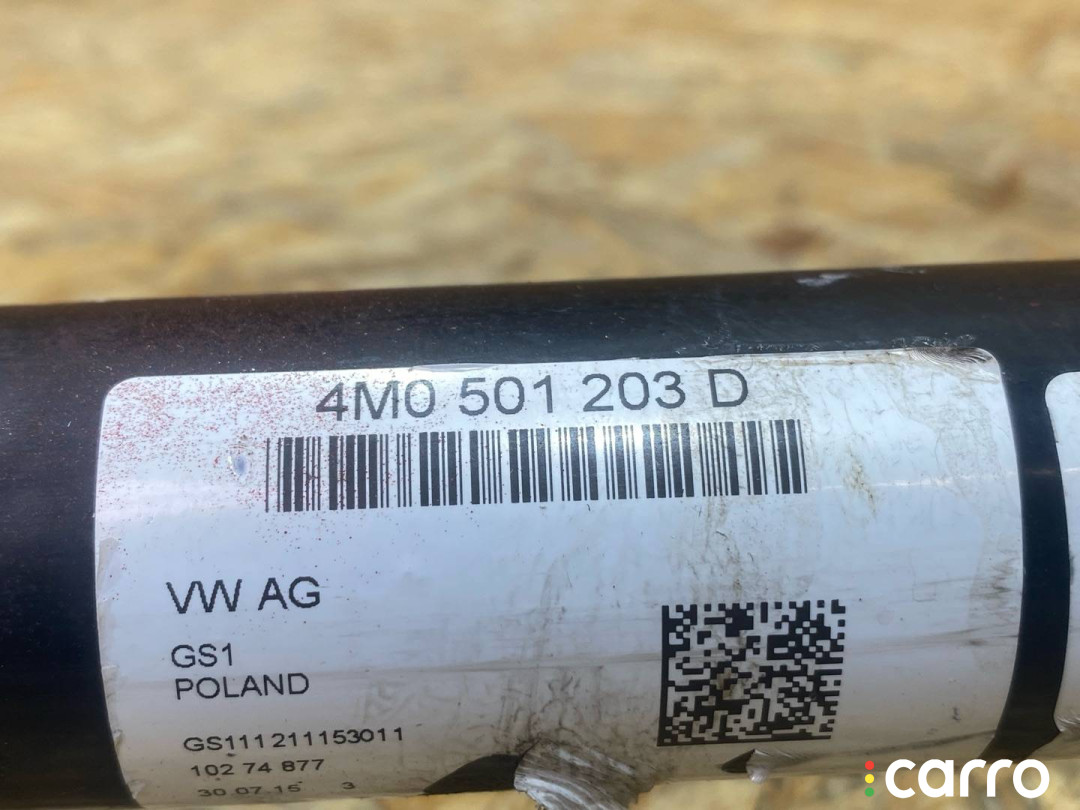 4M0 501 203 D
VW AG
GS1
POLAND
GS111211153011
102 74 877
30 07 15 3
carro